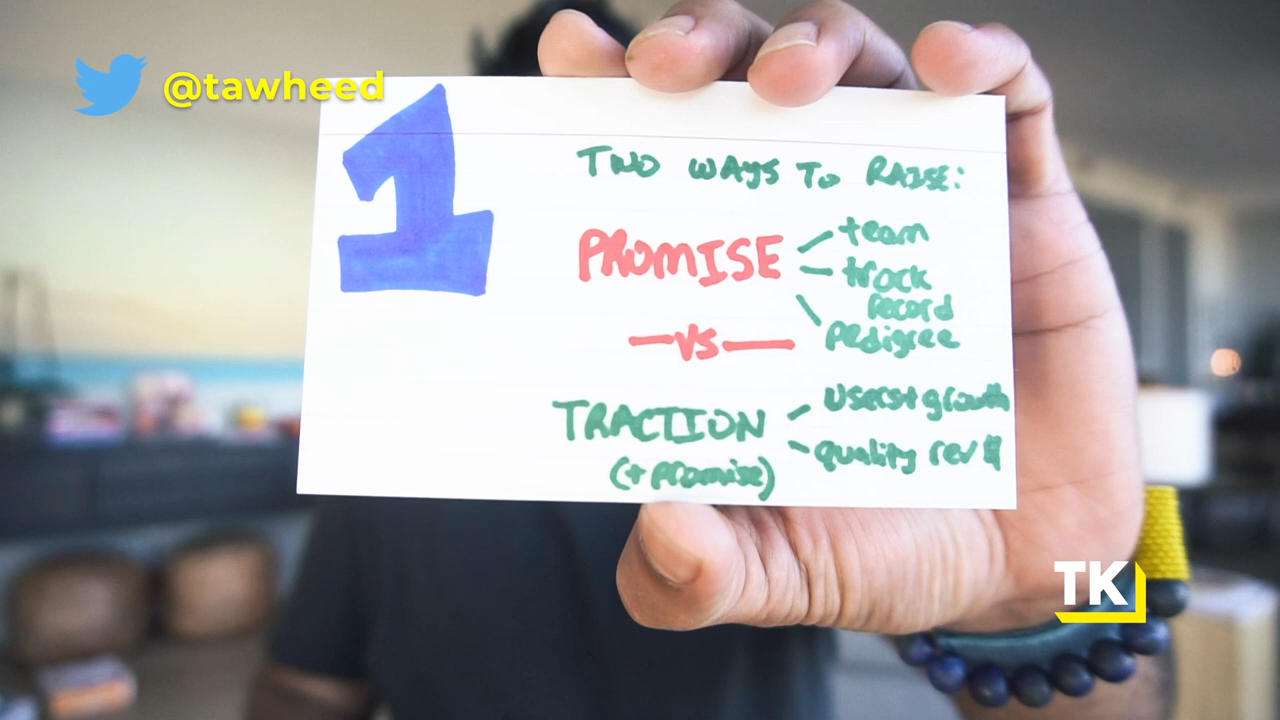 @tawheed
1
TWO WAYS TO RAISE:
PROMISE
team
track
record
pedigree
VS
TRACTION
(+ promise)
users+growth
quality rev $
TK